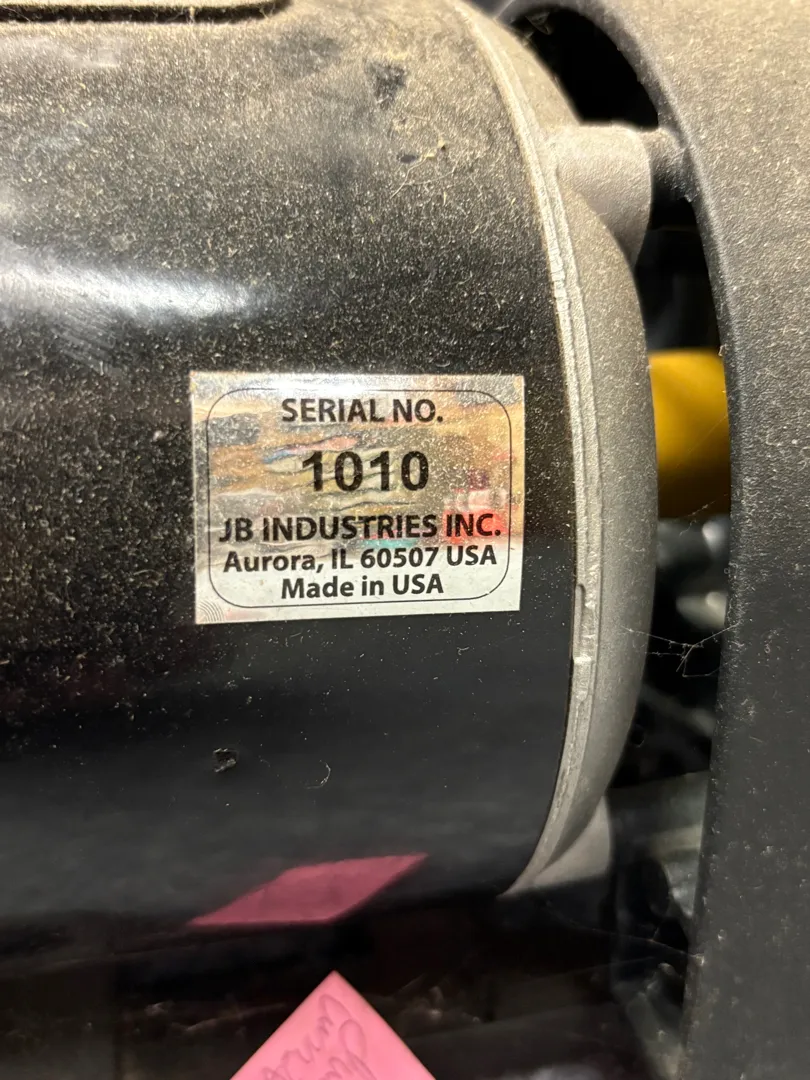 SERIAL NO.
1010
JB INDUSTRIES INC.
Aurora, IL 60507 USA
Made in USA